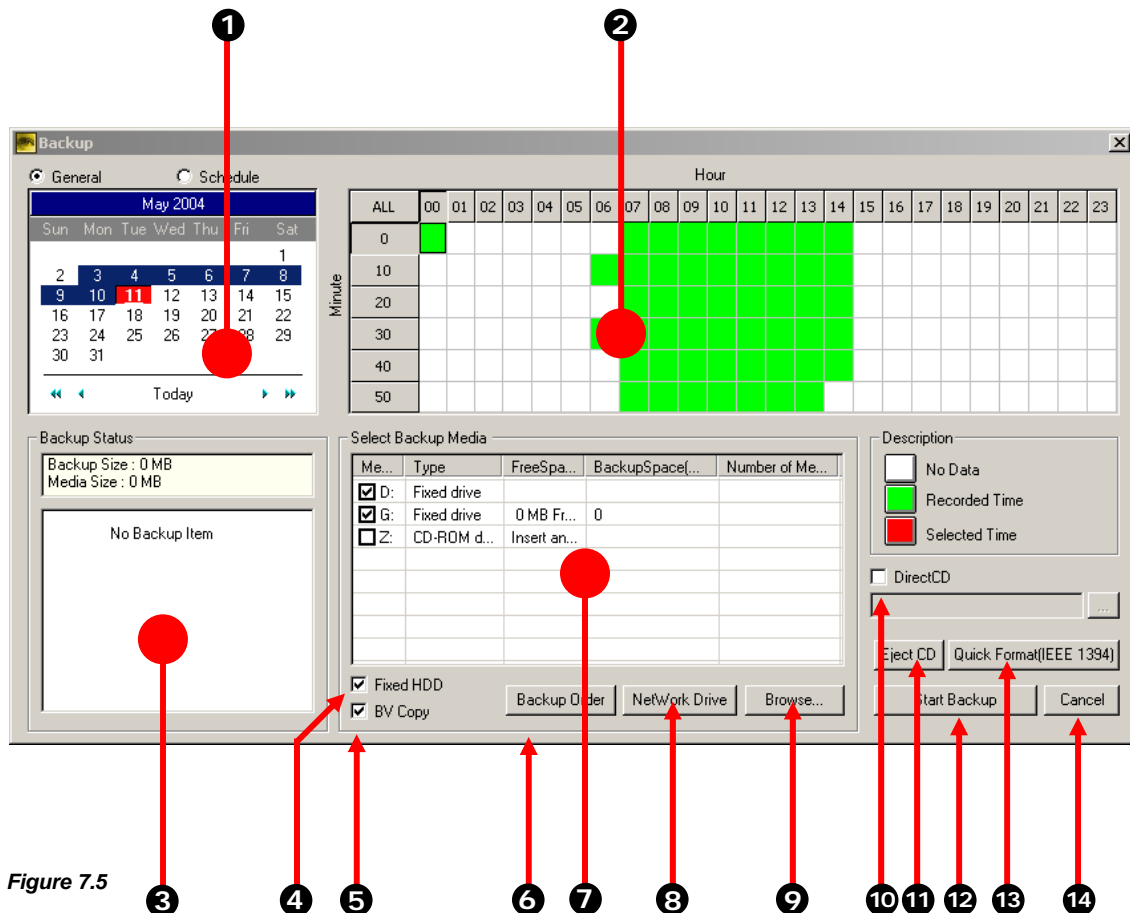 1 2
Backup
General Schedule
May 2004
Sun Mon Tue Wed Thu Fri Sat
1
2 3 4 5 6 7 8
9 10 11 12 13 14 15
16 17 18 19 20 21 22
23 24 25 26 27 28 29
30 31
Today
Hour
ALL 00 01 02 03 04 05 06 07 08 09 10 11 12 13 14 15 16 17 18 19 20 21 22 23
Minute
0
10
20
30
40
50
Backup Status
Backup Size : 0 MB
Media Size : 0 MB
No Backup Item
Select Backup Media
Me... Type FreeSpa... BackupSpace(... Number of Me...
D: Fixed drive
G: Fixed drive 0 MB Fr... 0
Z: CD-ROM d... Insert an...
Fixed HDD
BV Copy
Backup Order NetWork Drive Browse...
Description
No Data
Recorded Time
Selected Time
DirectCD
...
Eject CD Quick Format(IEEE 1394)
Start Backup Cancel
Figure 7.5
3 4 5 6 7 8 9 10 11 12 13 14